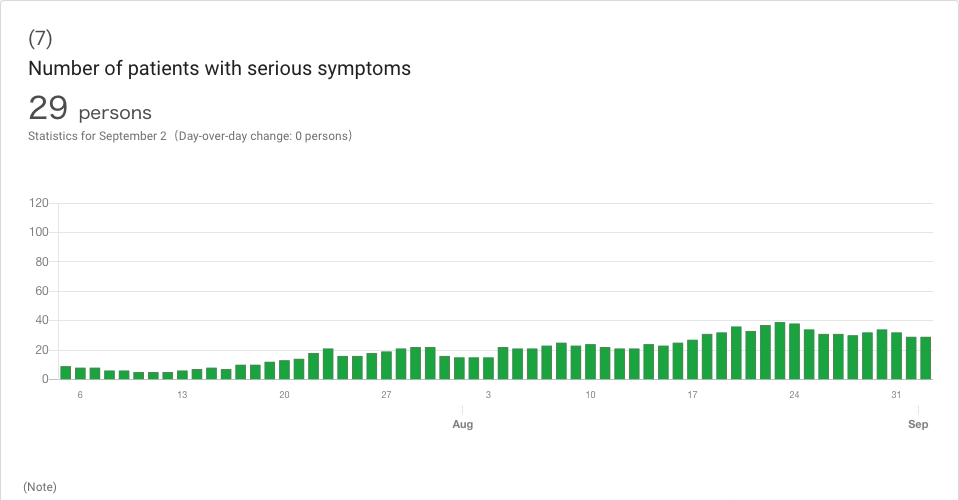 (7)
Number of patients with serious symptoms
29 persons
Statistics for September 2（Day-over-day change: 0 persons）
120
100
80
60
40
20
0
6 13 20 27 3 10 17 24 31
Aug Sep
(Note)